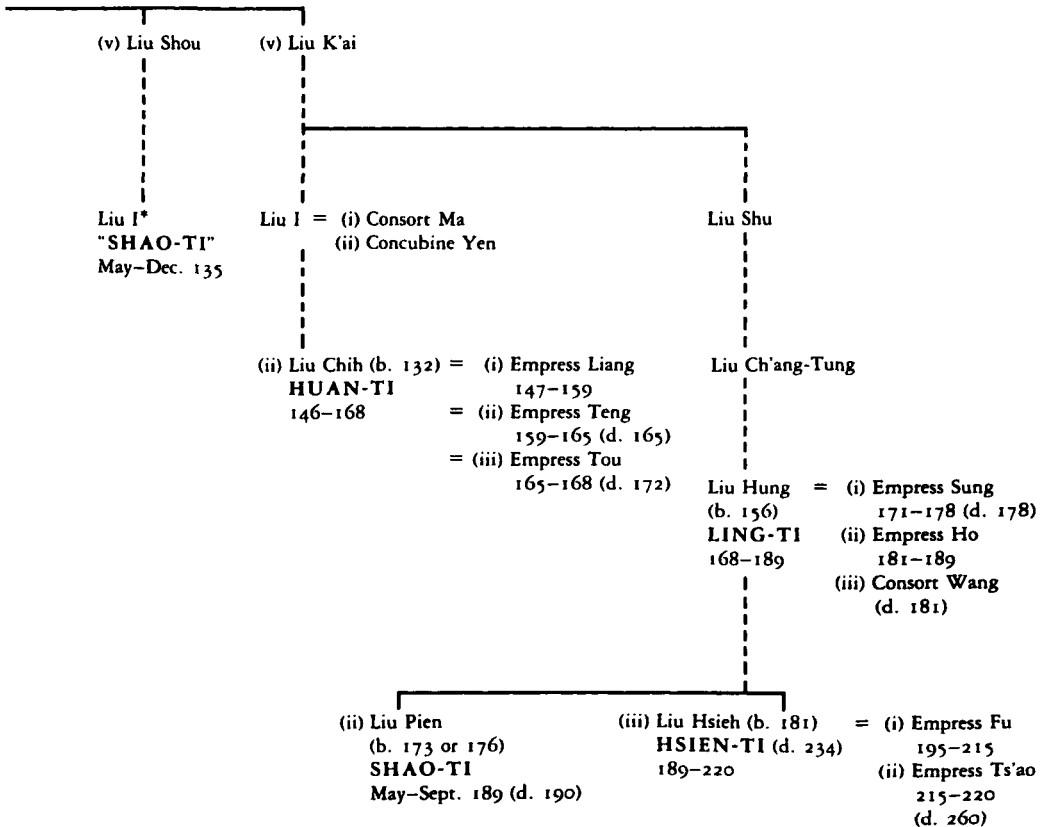 (v) Liu Shou
(v) Liu K'ai
Liu I*
"SHAO-TI"
May–Dec. 135
Liu I = (i) Consort Ma
(ii) Concubine Yen
Liu Shu
(ii) Liu Chih (b. 132) = (i) Empress Liang
HUAN-TI
147–159
146–168
= (ii) Empress Teng
159–165 (d. 165)
= (iii) Empress Tou
165–168 (d. 172)
Liu Ch'ang-Tung
Liu Hung = (i) Empress Sung
(b. 156)
171–178 (d. 178)
LING-TI
(ii) Empress Ho
168–189
181–189
(iii) Consort Wang
(d. 181)
(ii) Liu Pien
(b. 173 or 176)
SHAO-TI
May–Sept. 189 (d. 190)
(iii) Liu Hsieh (b. 181) = (i) Empress Fu
HSIEN-TI (d. 234)
195–215
189–220
(ii) Empress Ts'ao
215–220
(d. 260)